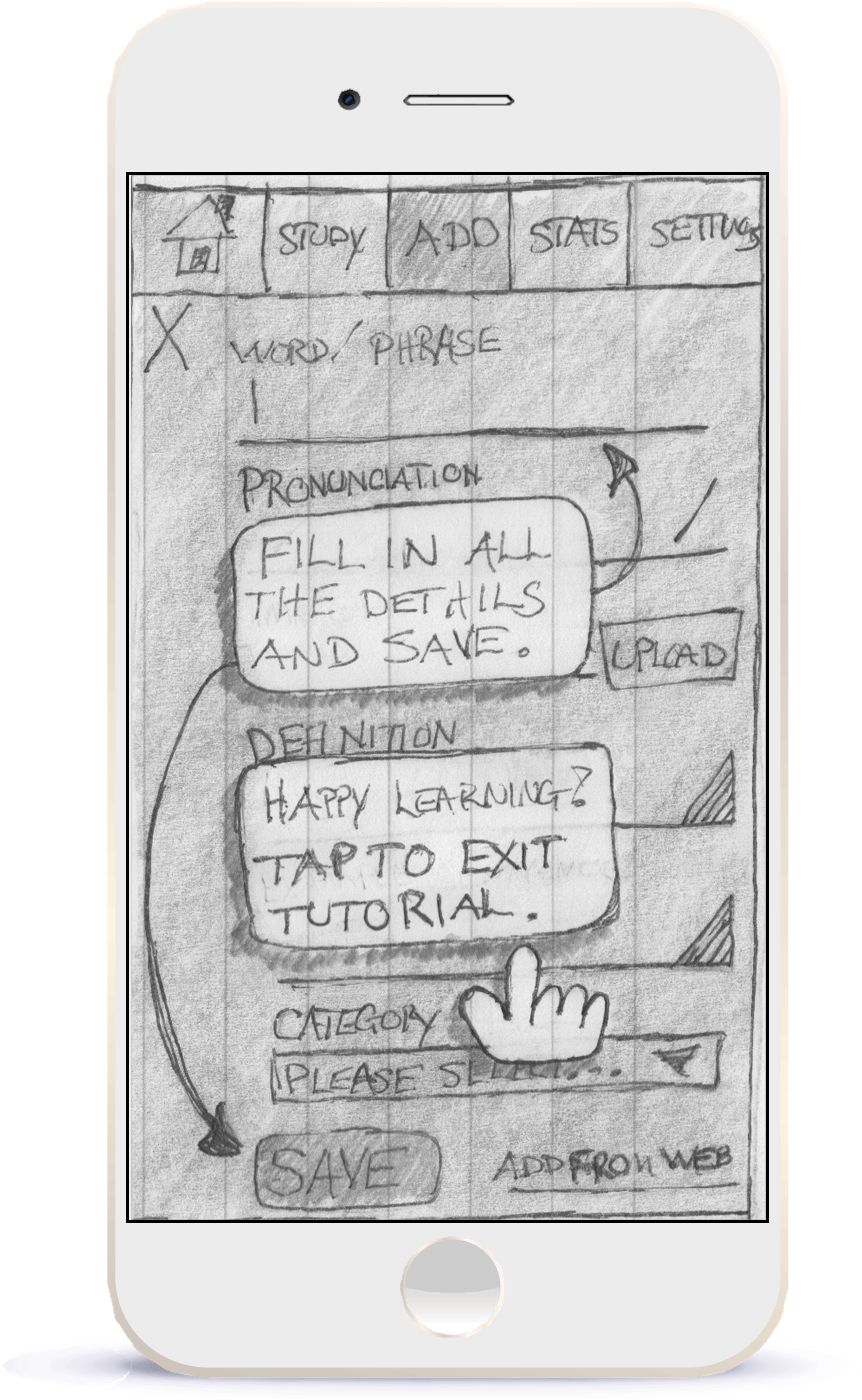 STUDY
ADD
STATS
SETTINGS
X
WORD/ PHRASE
PRONUNCIATION
FILL IN ALL
THE DETAILS
AND SAVE.
UPLOAD
DEFINITION
HAPPY LEARNING!
TAP TO EXIT
TUTORIAL.
CATEGORY
PLEASE SELECT...
SAVE
ADD FROM WEB